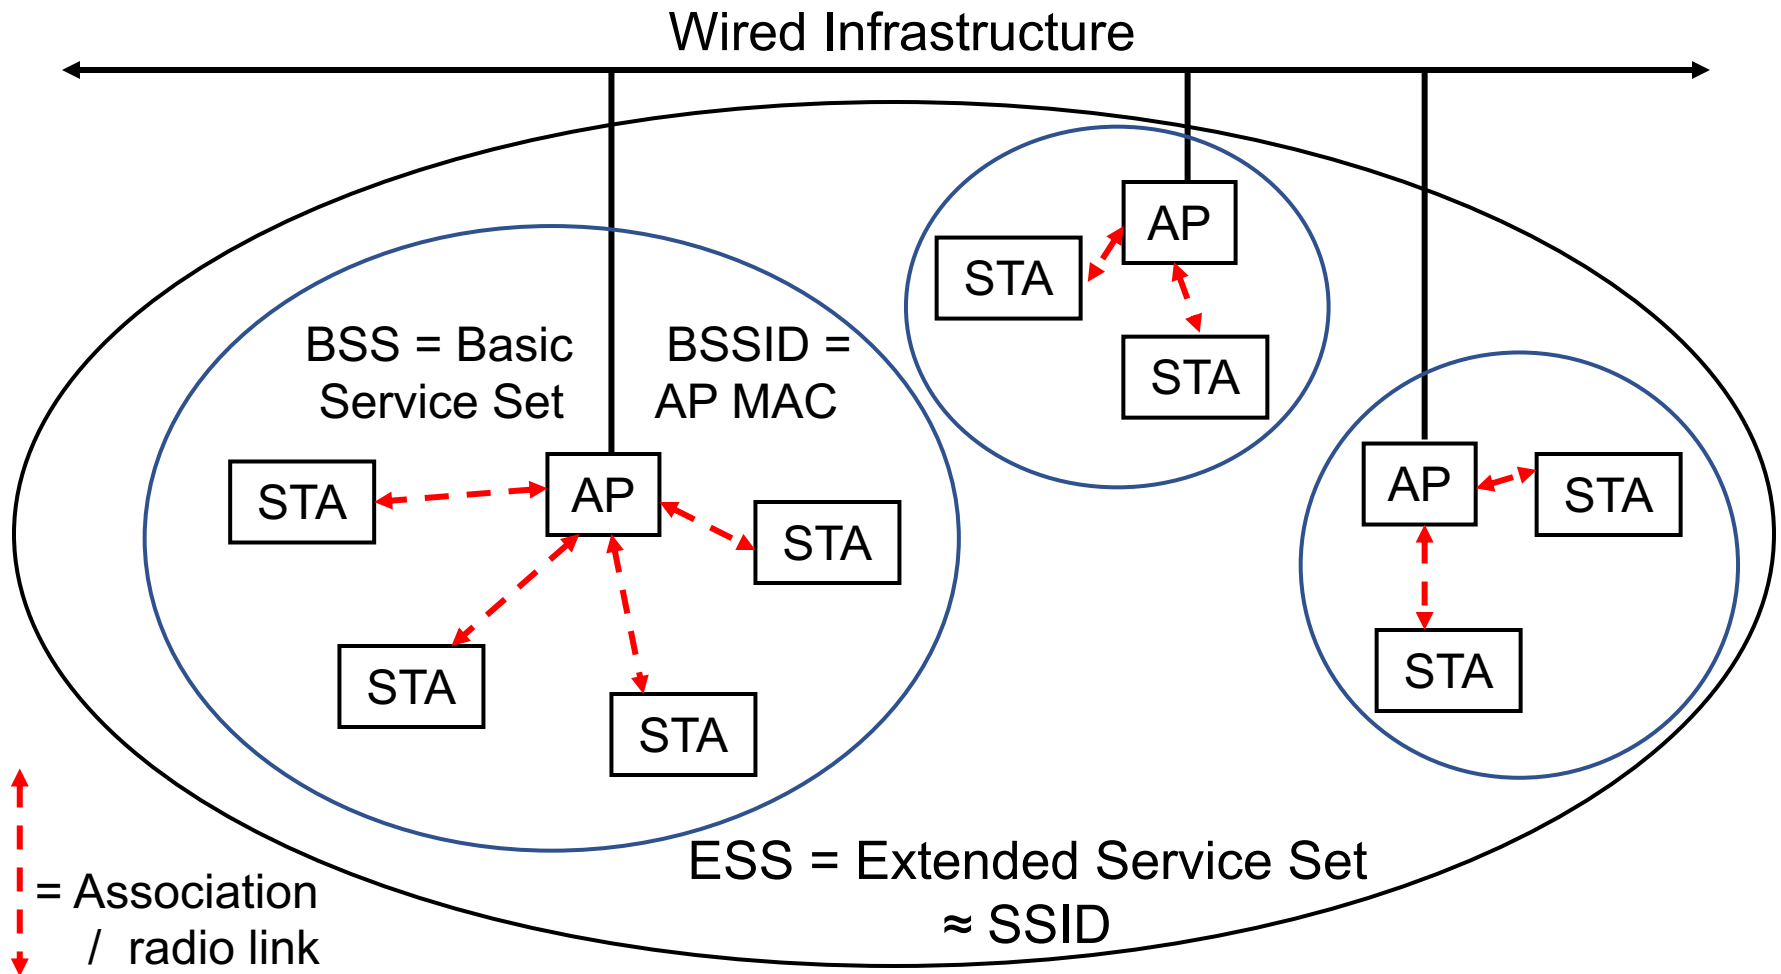 Wired Infrastructure
AP
STA
STA
BSS = Basic
Service Set
BSSID =
AP MAC
STA
AP
STA
STA
STA
AP
STA
STA
ESS = Extended Service Set
≈ SSID
= Association
/ radio link